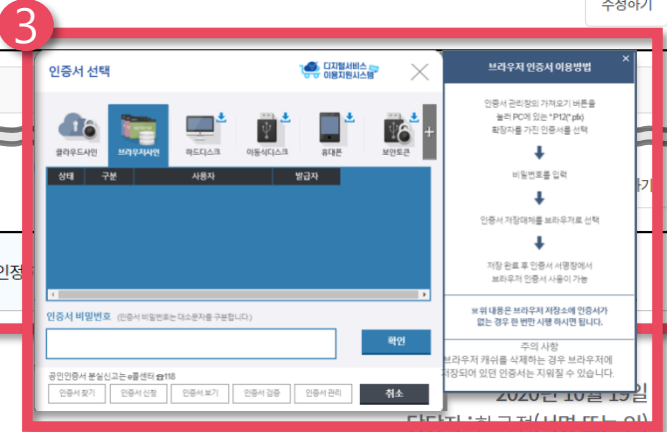 수정하기
3
인증서 선택
디지털서비스
이용지원시스템
클라우드사인
브라우저사인
하드디스크
이동식디스크
휴대폰
보안토큰
+
상태 구분 사용자 발급자
인증서 비밀번호 (인증서 비밀번호는 대소문자를 구분합니다.)
확인
공인인증서 분실신고는 e콜센터 ☎118
인증서 찾기
인증서 신청
인증서 보기
인증서 검증
인증서 관리
취소
브라우저 인증서 이용방법
인증서 관리창의 가져오기 버튼을
눌러 PC에 있는 *.P12(*.pfx)
확장자를 가진 인증서를 선택
비밀번호를 입력
인증서 저장매체를 브라우저로 선택
저장 완료 후 인증서 서명창에서
브라우저 인증서 사용이 가능
※ 위 내용은 브라우저 저장소에 인증서가
없는 경우 한 번만 시행 하시면 됩니다.
주의 사항
브라우저 캐쉬를 삭제하는 경우 브라우저에
저장되어 있던 인증서는 지워질 수 있습니다.
인정
2020년 10월 19일